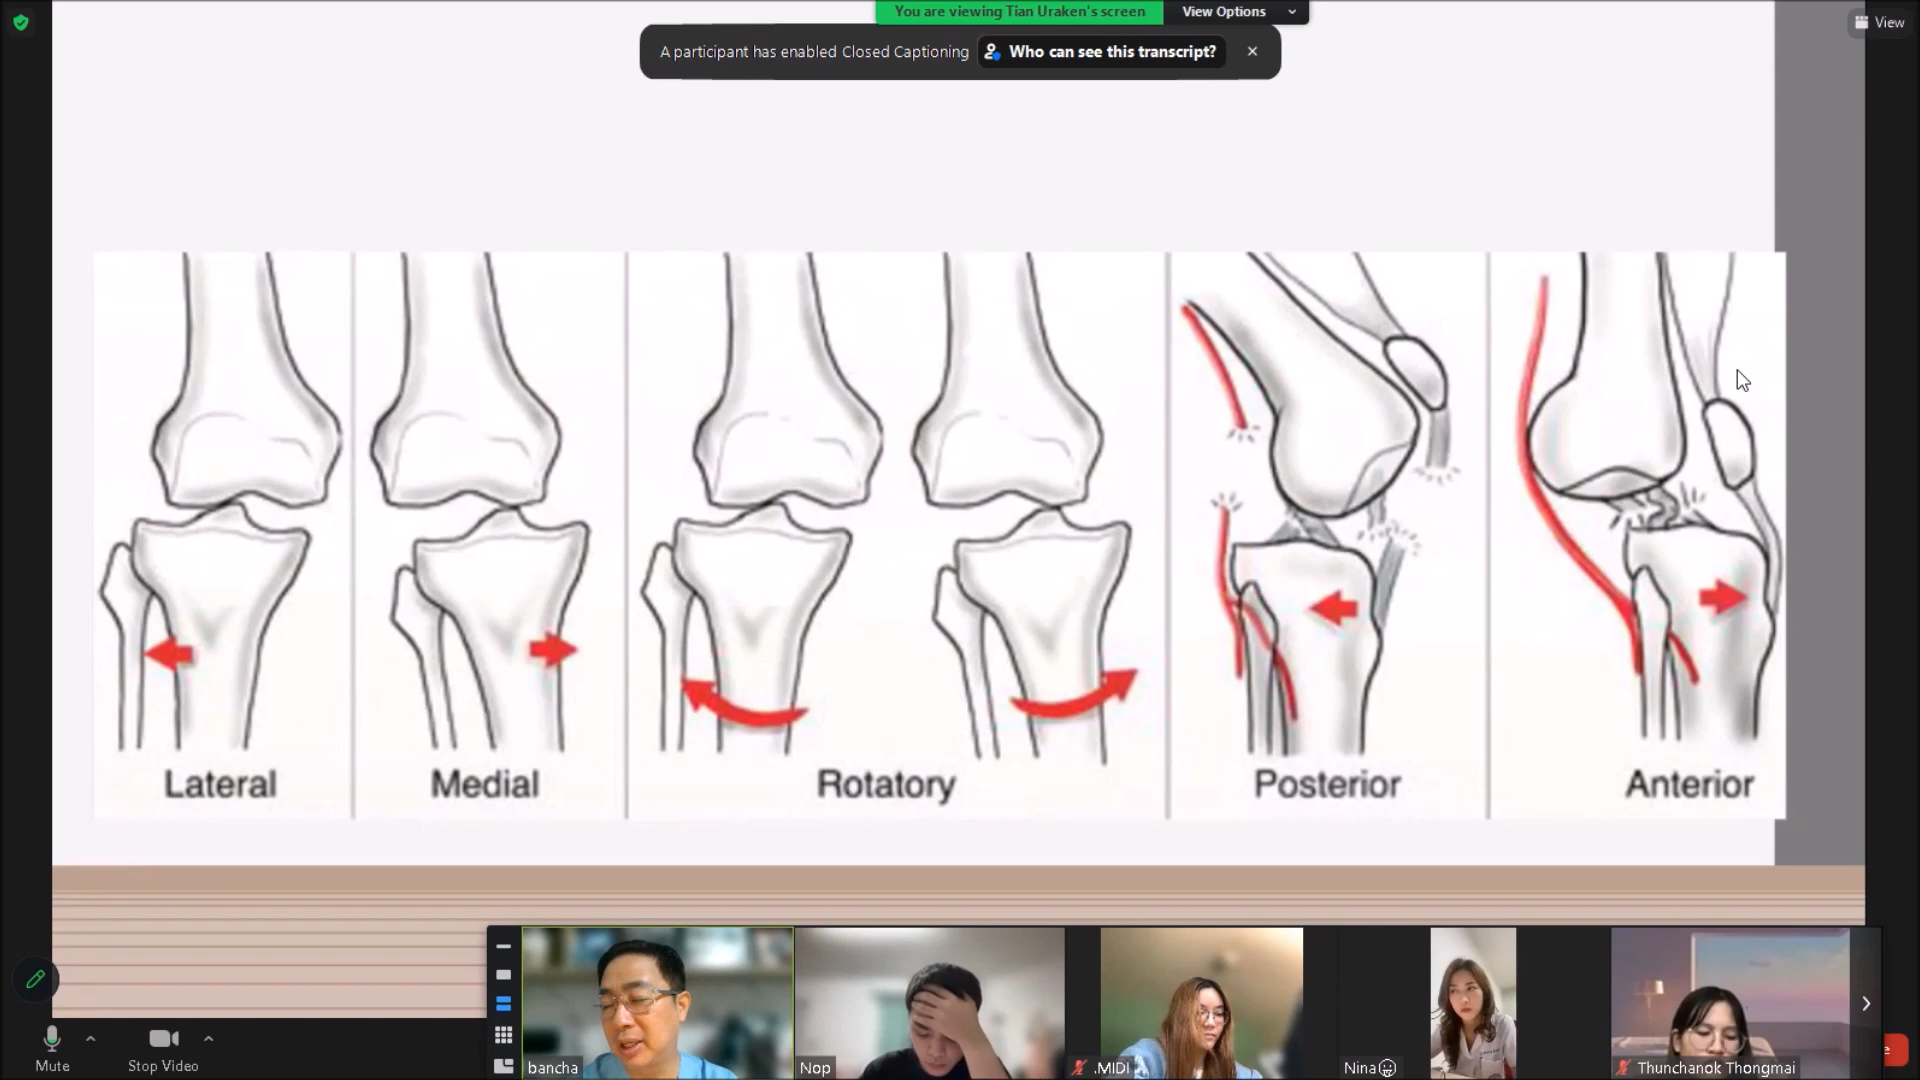 You are viewing Tian Uraken's screen
View Options
View
A participant has enabled Closed Captioning
Who can see this transcript?
Lateral
Medial
Rotatory
Posterior
Anterior
Mute
Stop Video
bancha
Nop
.MIDI
Nina
Thunchanok Thongmai